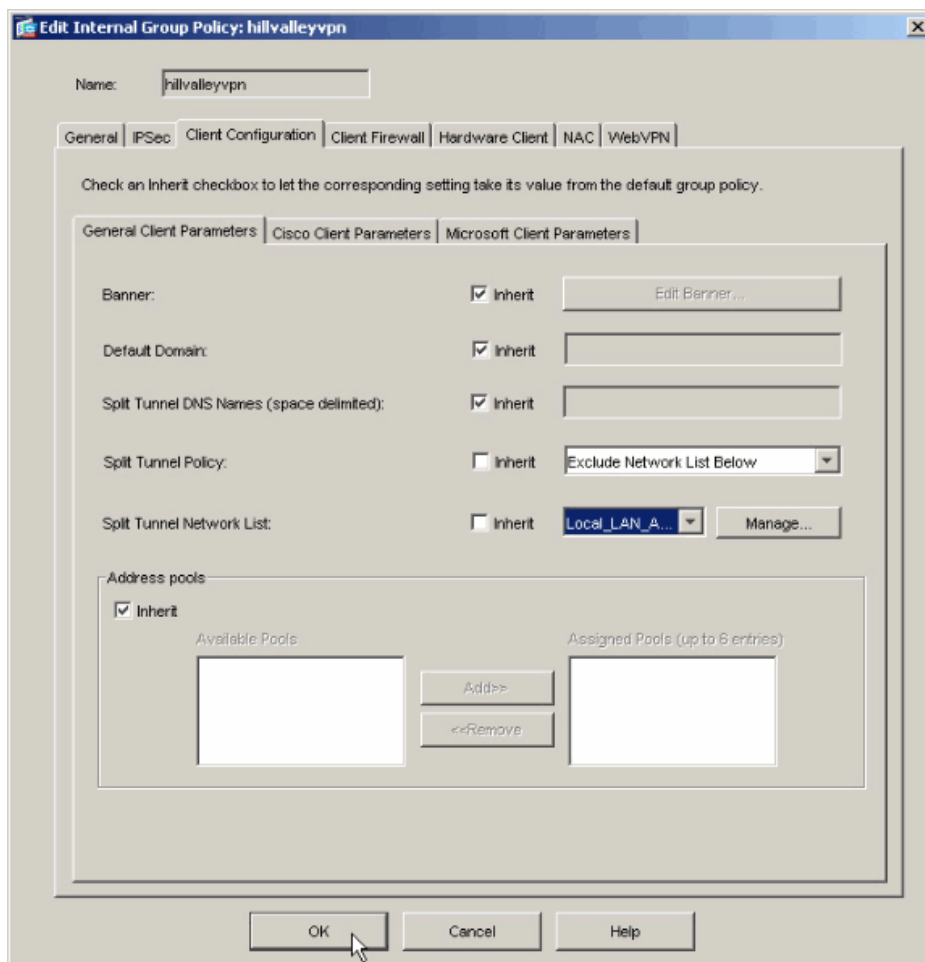 Edit Internal Group Policy: hillvalleyvpn
Name: hillvalleyvpn
General IPSec Client Configuration Client Firewall Hardware Client NAC WebVPN
Check an Inherit checkbox to let the corresponding setting take its value from the default group policy.
General Client Parameters Cisco Client Parameters Microsoft Client Parameters
Banner: Inherit Edit Banner...
Default Domain: Inherit
Split Tunnel DNS Names (space delimited): Inherit
Split Tunnel Policy: Inherit Exclude Network List Below
Split Tunnel Network List: Inherit Local_LAN_A... Manage...
Address pools
Inherit
Available Pools Assigned Pools (up to 6 entries)
Add>>
<<Remove
OK Cancel Help